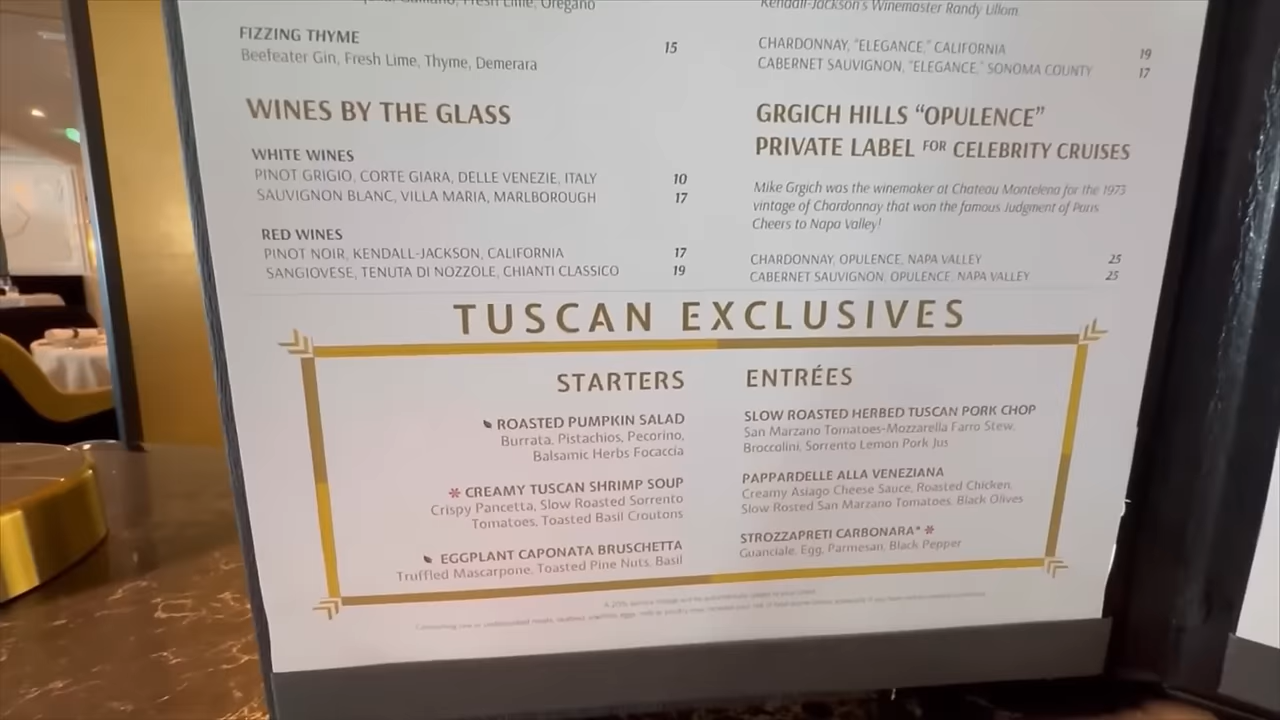 Fresh Lime, Oregano
FIZZING THYME 15
Beefeater Gin, Fresh Lime, Thyme, Demerara
WINES BY THE GLASS
WHITE WINES
PINOT GRIGIO, CORTE GIARA, DELLE VENEZIE, ITALY 10
SAUVIGNON BLANC, VILLA MARIA, MARLBOROUGH 17
RED WINES
PINOT NOIR, KENDALL-JACKSON, CALIFORNIA 17
SANGIOVESE, TENUTA DI NOZZOLE, CHIANTI CLASSICO 19
Kendall-Jackson's Winemaster Randy Ullom
CHARDONNAY, "ELEGANCE," CALIFORNIA 19
CABERNET SAUVIGNON, "ELEGANCE," SONOMA COUNTY 17
GRGICH HILLS “OPULENCE”
PRIVATE LABEL FOR CELEBRITY CRUISES
Mike Grgich was the winemaker at Chateau Montelena for the 1973
vintage of Chardonnay that won the famous Judgment of Paris
Cheers to Napa Valley!
CHARDONNAY, OPULENCE, NAPA VALLEY 25
CABERNET SAUVIGNON, OPULENCE, NAPA VALLEY 25
TUSCAN EXCLUSIVES
STARTERS
ROASTED PUMPKIN SALAD
Burrata, Pistachios, Pecorino,
Balsamic Herbs Focaccia
* CREAMY TUSCAN SHRIMP SOUP
Crispy Pancetta, Slow Roasted Sorrento
Tomatoes, Toasted Basil Croutons
EGGPLANT CAPONATA BRUSCHETTA
Truffled Mascarpone, Toasted Pine Nuts, Basil
ENTRÉES
SLOW ROASTED HERBED TUSCAN PORK CHOP
San Marzano Tomatoes-Mozzarella Farro Stew,
Broccolini, Sorrento Lemon Pork Jus
PAPPARDELLE ALLA VENEZIANA
Creamy Asiago Cheese Sauce, Roasted Chicken,
Slow Rosted San Marzano Tomatoes, Black Olives
STROZZAPRETI CARBONARA* *
Guanciale, Egg, Parmesan, Black Pepper